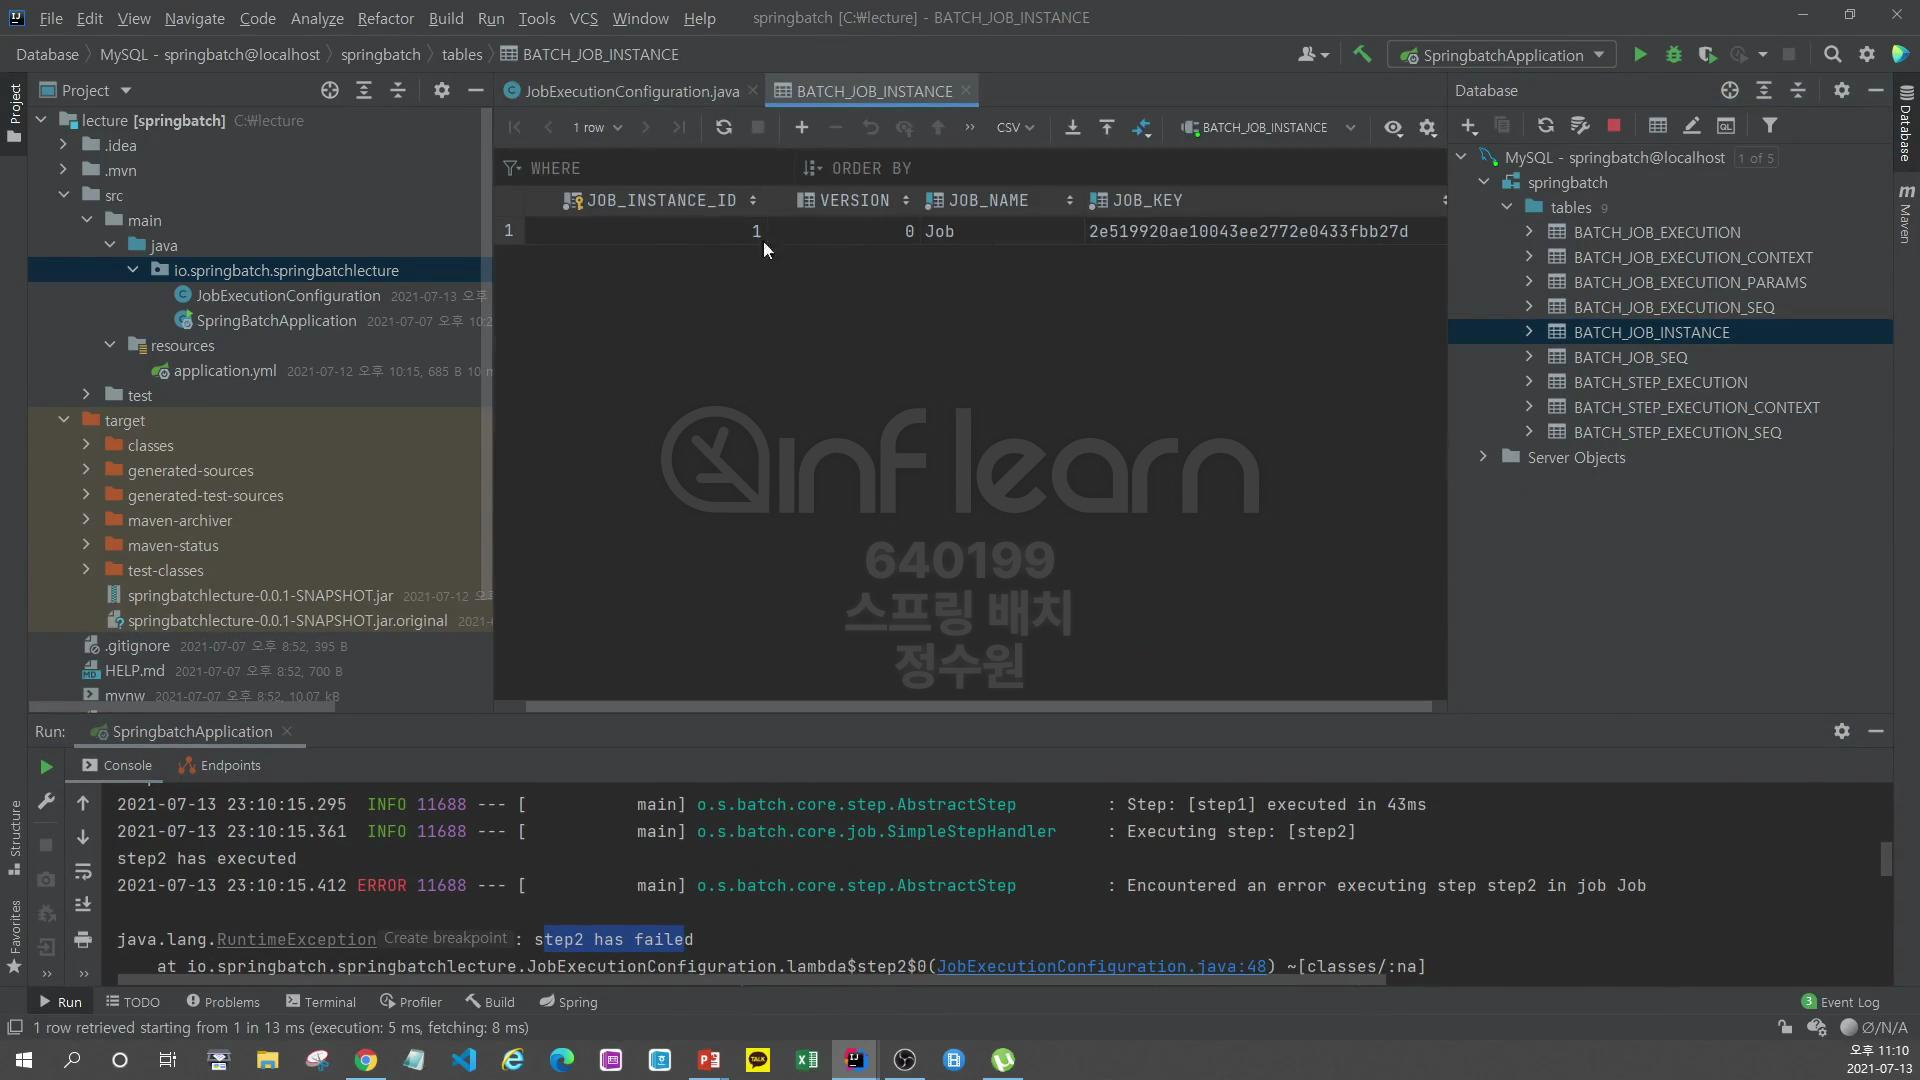 File Edit View Navigate Code Analyze Refactor Build Run Tools VCS Window Help springbatch [C:₩lecture] - BATCH_JOB_INSTANCE
Database MySQL - springbatch@localhost springbatch tables BATCH_JOB_INSTANCE
SpringbatchApplication
Project
JobExecutionConfiguration.java
BATCH_JOB_INSTANCE
Database
1 row
CSV
BATCH_JOB_INSTANCE
WHERE
ORDER BY
JOB_INSTANCE_ID VERSION JOB_NAME JOB_KEY
1 1 0 Job 2e519920ae10043ee2772e0433fbb27d
Project
lecture [springbatch] C:₩lecture
.idea
.mvn
src
main
java
io.springbatch.springbatchlecture
JobExecutionConfiguration 2021-07-13 오후
SpringBatchApplication 2021-07-07 오후 10:2
resources
application.yml 2021-07-12 오후 10:15, 685 B 10 m
test
target
classes
generated-sources
generated-test-sources
maven-archiver
maven-status
test-classes
springbatchlecture-0.0.1-SNAPSHOT.jar 2021-07-12
springbatchlecture-0.0.1-SNAPSHOT.jar.original 2021-
.gitignore 2021-07-07 오후 8:52, 395 B
HELP.md 2021-07-07 오후 8:52, 700 B
mvnw 2021-07-07 오후 8:52, 10.07 kB
inflearn
640199
스프링 배치
정수원
MySQL - springbatch@localhost 1 of 5
springbatch
tables 9
BATCH_JOB_EXECUTION
BATCH_JOB_EXECUTION_CONTEXT
BATCH_JOB_EXECUTION_PARAMS
BATCH_JOB_EXECUTION_SEQ
BATCH_JOB_INSTANCE
BATCH_JOB_SEQ
BATCH_STEP_EXECUTION
BATCH_STEP_EXECUTION_CONTEXT
BATCH_STEP_EXECUTION_SEQ
Server Objects
Database
Maven
Run: SpringbatchApplication
Console Endpoints
2021-07-13 23:10:15.295 INFO 11688 --- [ main] o.s.batch.core.step.AbstractStep : Step: [step1] executed in 43ms
2021-07-13 23:10:15.361 INFO 11688 --- [ main] o.s.batch.core.job.SimpleStepHandler : Executing step: [step2]
step2 has executed
2021-07-13 23:10:15.412 ERROR 11688 --- [ main] o.s.batch.core.step.AbstractStep : Encountered an error executing step step2 in job Job
java.lang.RuntimeException Create breakpoint : step2 has failed
at io.springbatch.springbatchlecture.JobExecutionConfiguration.lambda$step2$0(JobExecutionConfiguration.java:48) ~[classes/:na]
Structure
Favorites
Run TODO Problems Terminal Profiler Build Spring
3 Event Log
1 row retrieved starting from 1 in 13 ms (execution: 5 ms, fetching: 8 ms)
∅/N/A
TALK
오후 11:10
2021-07-13